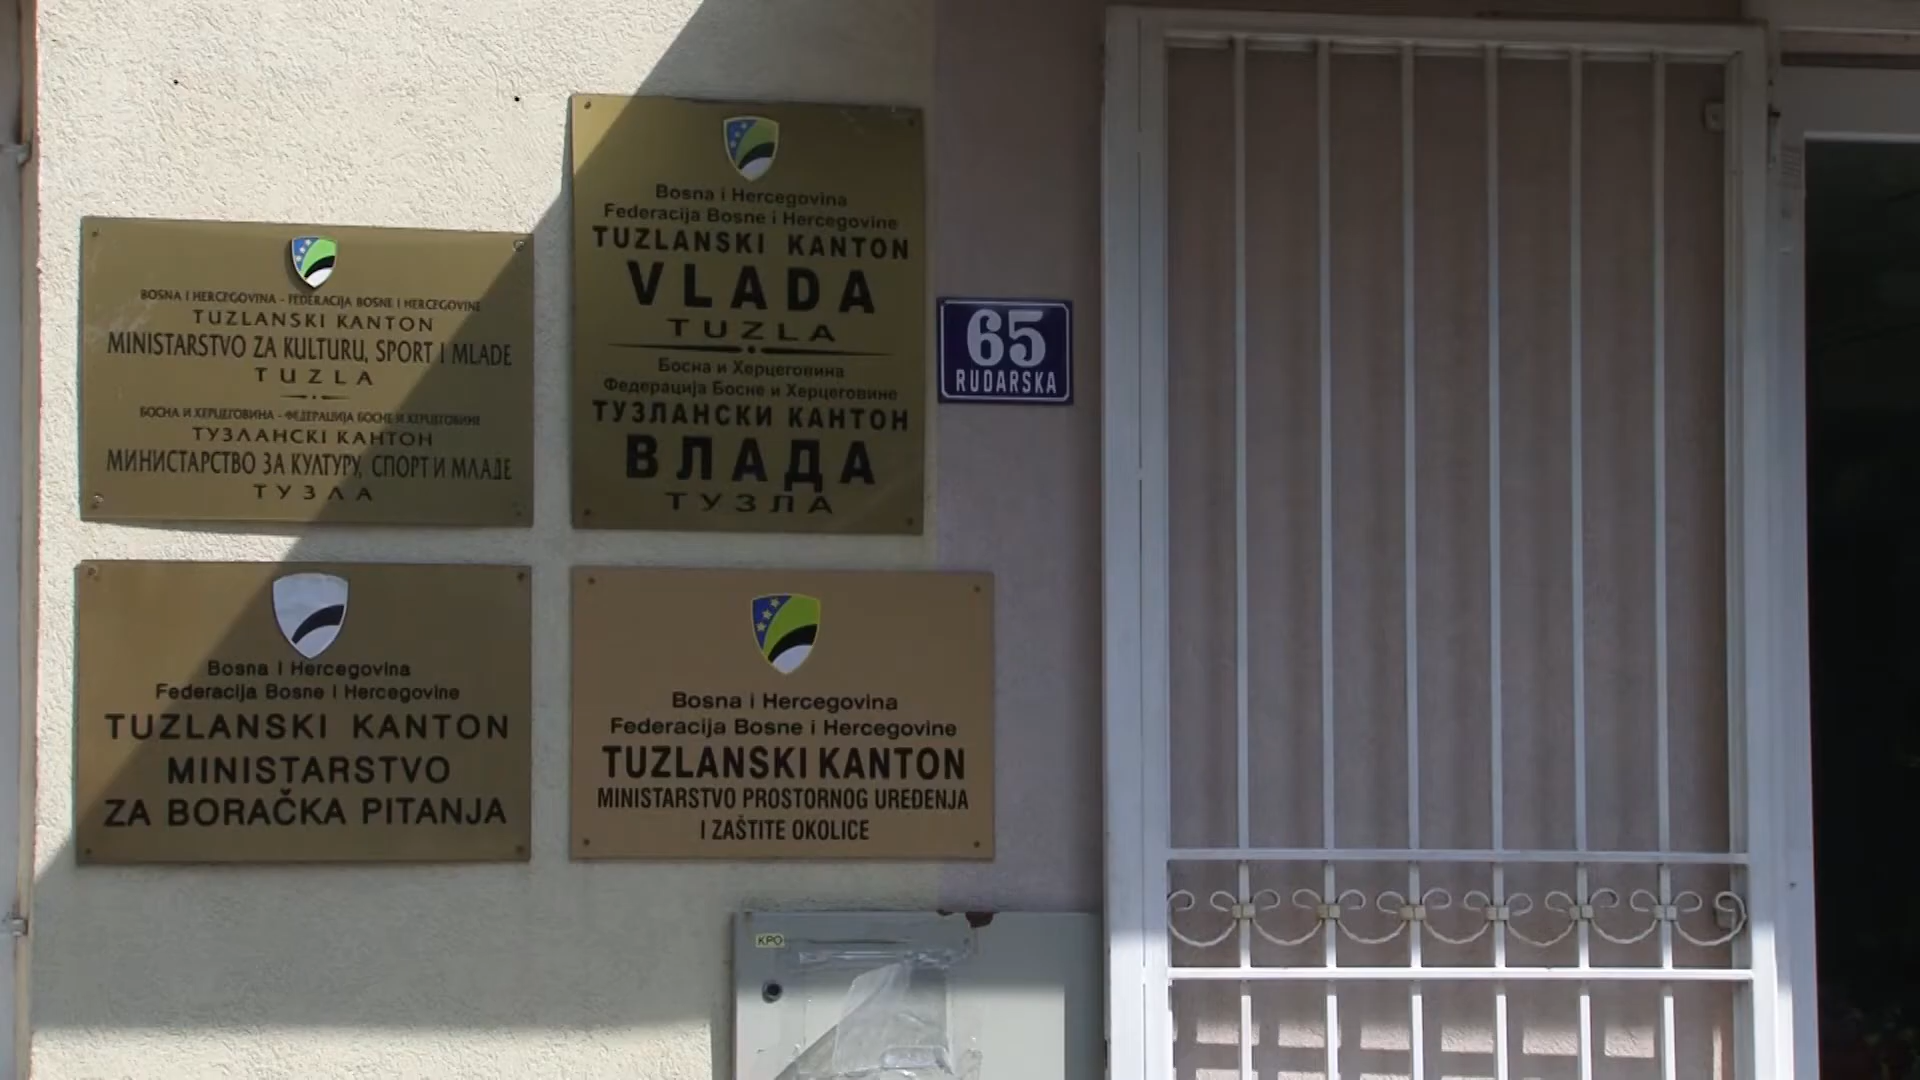 BOSNA I HERCEGOVINA - FEDERACIJA BOSNE I HERCEGOVINE
TUZLANSKI KANTON
MINISTARSTVO ZA KULTURU, SPORT I MLADE
TUZLA
БОСНА И ХЕРЦЕГОВИНА - ФЕДЕРАЦИЈА БОСНЕ И ХЕРЦЕГОВИНЕ
ТУЗЛАНСКІ КАНТОН
МИНИСТАРСТВО ЗА КУЛТУРУ, СПОРТ И МЛАДЕ
ТУЗЛА
Bosna i Hercegovina
Federacija Bosne i Hercegovine
TUZLANSKI KANTON
VLADA
TUZLA
Босна и Херцеговина
Федерација Босне и Херцеговине
ТУЗЛАНСКИ КАНТОН
ВЛАДА
ТУЗЛА
65
RUDARSKA
Bosna I Hercegovina
Federacija Bosne I Hercegovine
TUZLANSKI KANTON
MINISTARSTVO
ZA BORAČKA PITANJA
Bosna i Hercegovina
Federacija Bosne i Hercegovine
TUZLANSKI KANTON
MINISTARSTVO PROSTORNOG UREĐENJA
I ZAŠTITE OKOLICE
KPO